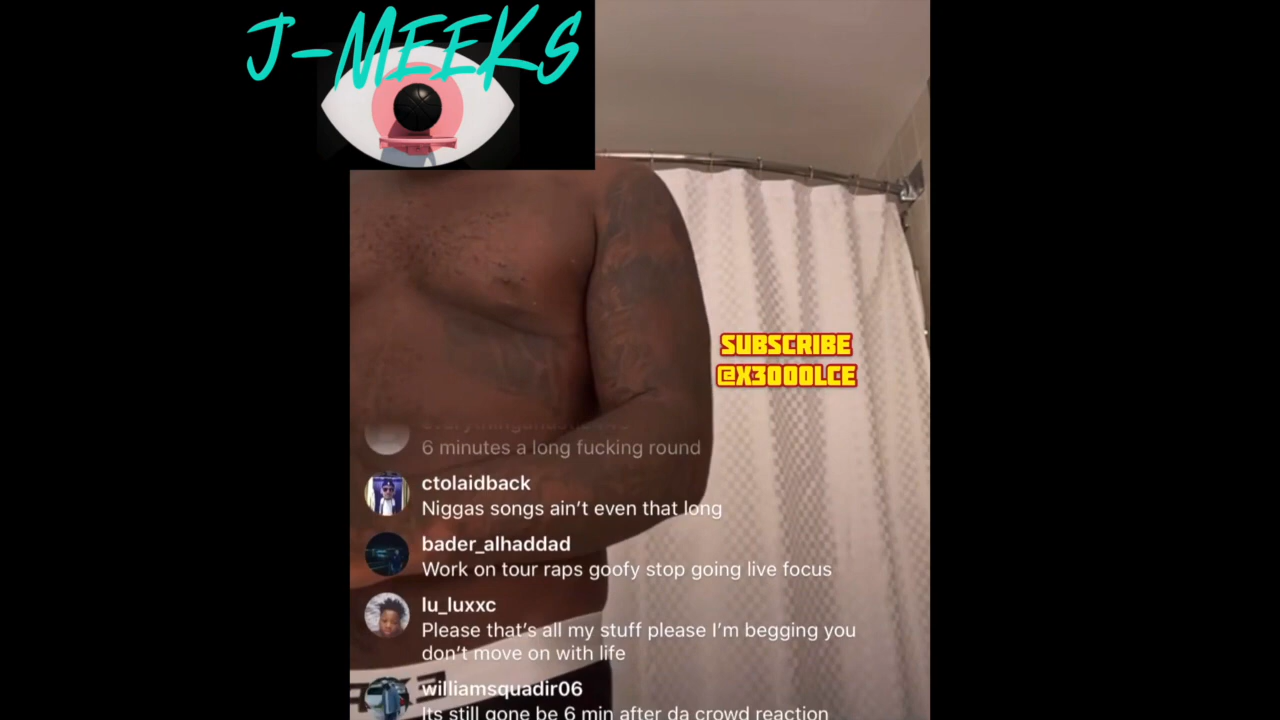 J-MEEKS
SUBSCRIBE
@X3000LCE
6 minutes a long fucking round
ctolaidback
Niggas songs ain't even that long
bader_alhaddad
Work on tour raps goofy stop going live focus
lu_luxxc
Please that's all my stuff please I'm begging you
don't move on with life
williamsquadir06
Its still gone be 6 min after da crowd reaction